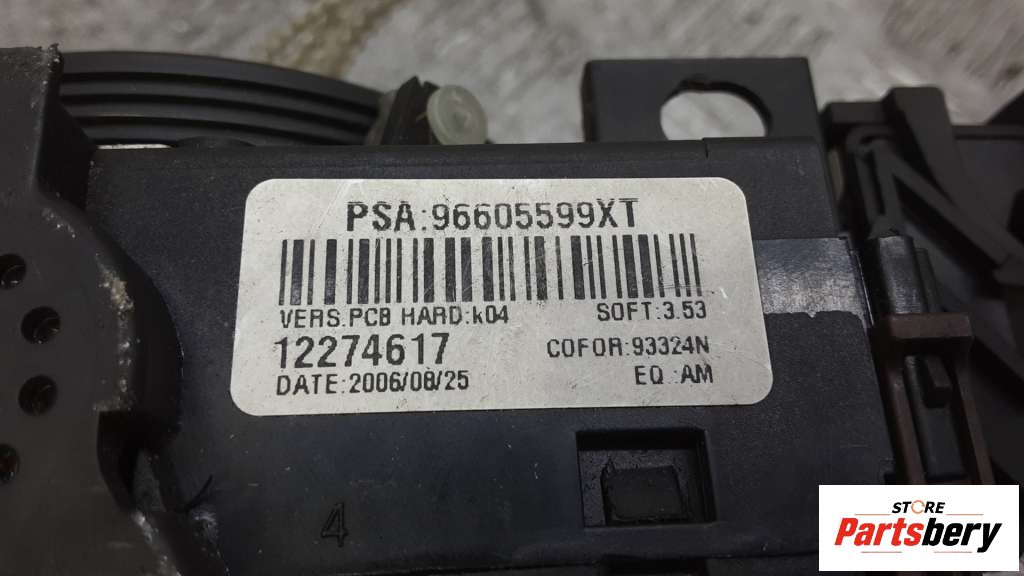 PSA:96605599XT
VERS.PCB HARD:k04 SOFT:3.53
12274617 COFOR:93324N
DATE:2006/08/25 EQ :AM
4
STORE
Partsbery